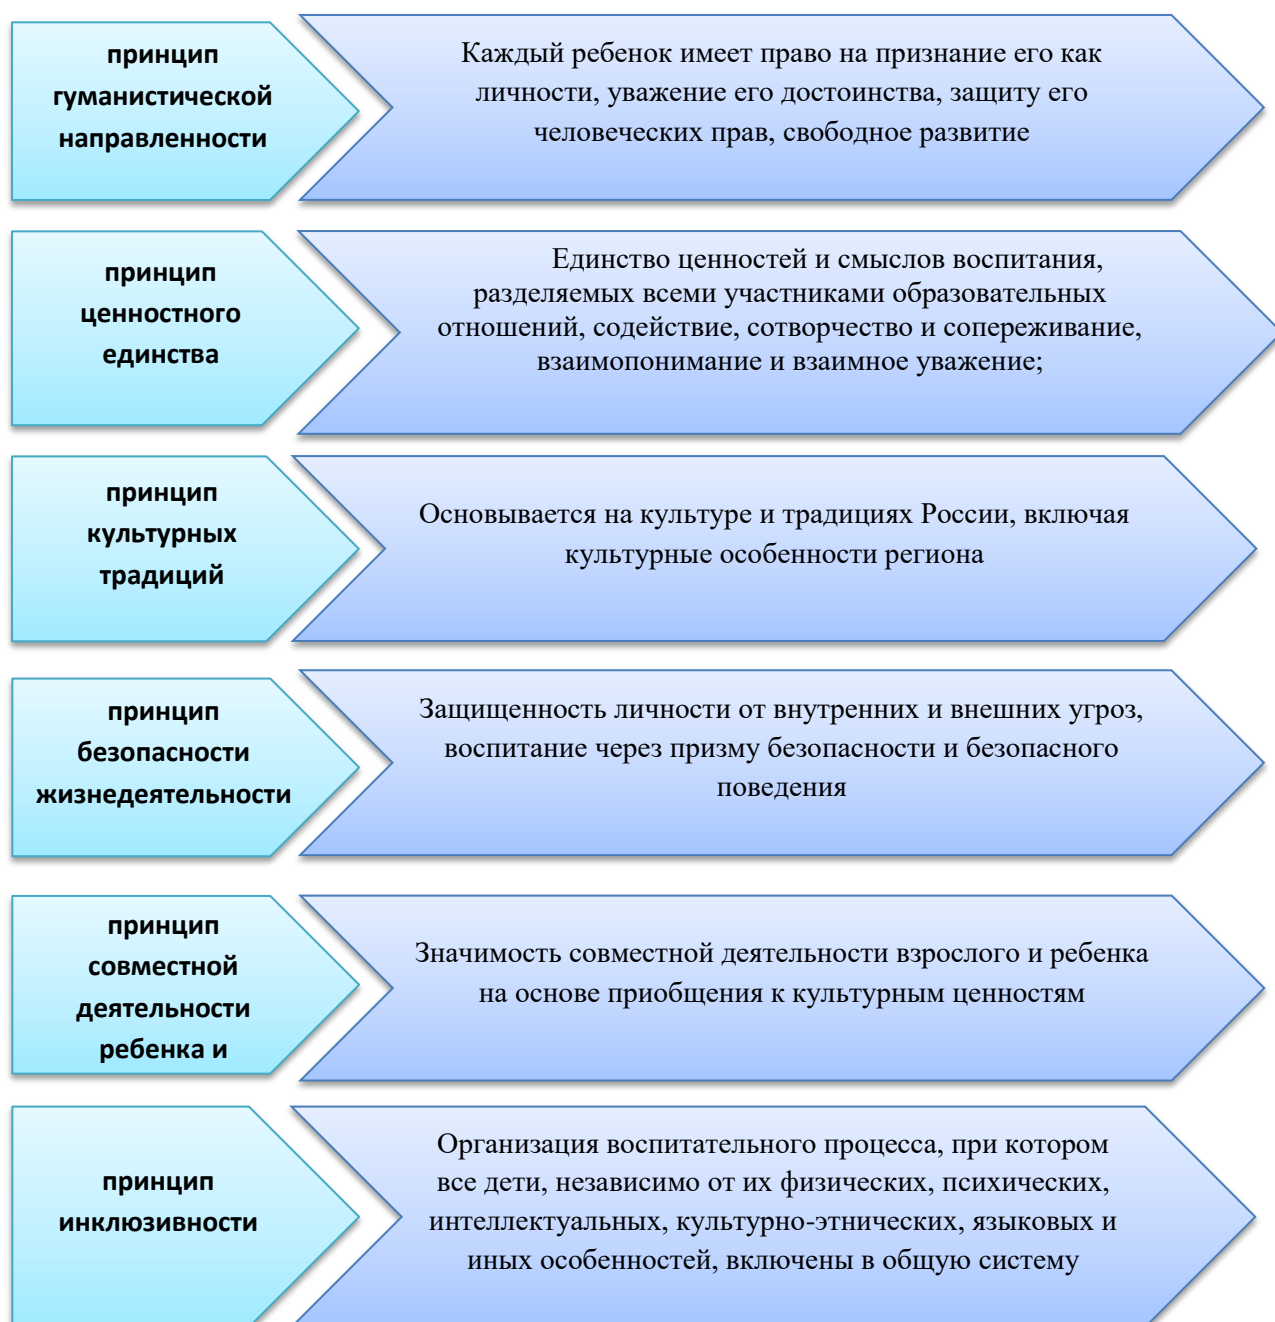 принцип
гуманистической
направленности
Каждый ребенок имеет право на признание его как
личности, уважение его достоинства, защиту его
человеческих прав, свободное развитие
принцип
ценностного
единства
Единство ценностей и смыслов воспитания,
разделяемых всеми участниками образовательных
отношений, содействие, сотворчество и сопереживание,
взаимопонимание и взаимное уважение;
принцип
культурных
традиций
Основывается на культуре и традициях России, включая
культурные особенности региона
принцип
безопасности
жизнедеятельности
Защищенность личности от внутренних и внешних угроз,
воспитание через призму безопасности и безопасного
поведения
принцип
совместной
деятельности
ребенка и
Значимость совместной деятельности взрослого и ребенка
на основе приобщения к культурным ценностям
принцип
инклюзивности
Организация воспитательного процесса, при котором
все дети, независимо от их физических, психических,
интеллектуальных, культурно-этнических, языковых и
иных особенностей, включены в общую систему